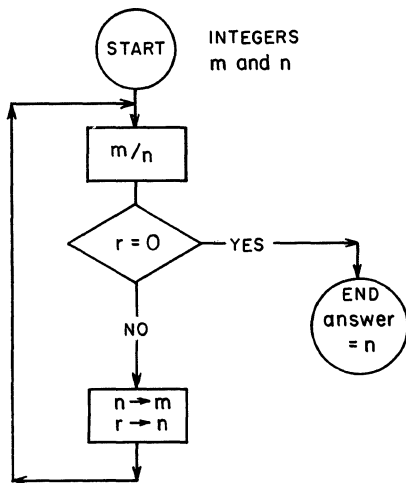 START
INTEGERS
m and n
m/n
r = 0
YES
END
answer
= n
NO
n → m
r → n